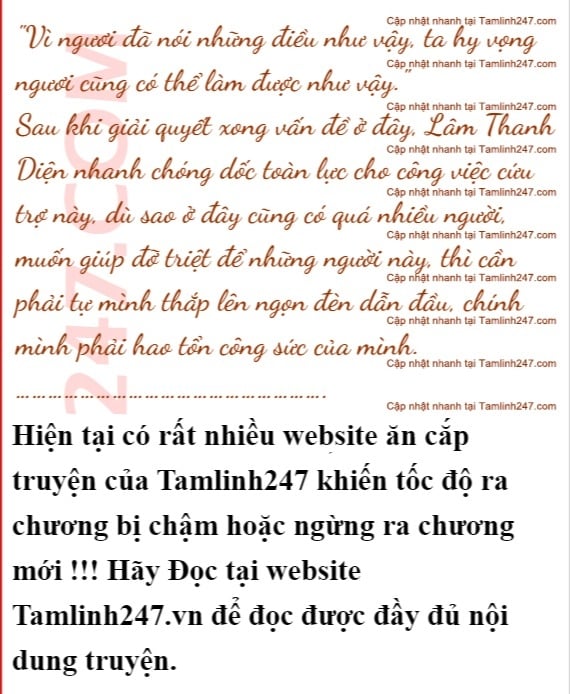 Cập nhật nhanh tại Tamlinh247.com
"Vì ngươi đã nói những điều như vậy, ta hy vọng
Cập nhật nhanh tại Tamlinh247.com
ngươi cũng có thể làm được như vậy."
Cập nhật nhanh tại Tamlinh247.com
Sau khi giải quyết xong vấn đề ở đây, Lâm Thanh
Cập nhật nhanh tại Tamlinh247.com
Diện nhanh chóng dốc toàn lực cho công việc cứu
Cập nhật nhanh tại Tamlinh247.com
trợ này, dù sao ở đây cũng có quá nhiều người,
Cập nhật nhanh tại Tamlinh247.com
muốn giúp đỡ triệt để những người này, thì cần
Cập nhật nhanh tại Tamlinh247.com
phải tự mình thắp lên ngọn đèn dẫn đầu, chính
Cập nhật nhanh tại Tamlinh247.com
mình phải hao tổn công sức của mình.
Cập nhật nhanh tại Tamlinh247.com
……………………………………………….
Cập nhật nhanh tại Tamlinh247.com
247.COM
Hiện tại có rất nhiều website ăn cắp
truyện của Tamlinh247 khiến tốc độ ra
chương bị chậm hoặc ngừng ra chương
mới !!! Hãy Đọc tại website
Tamlinh247.vn để đọc được đầy đủ nội
dung truyện.